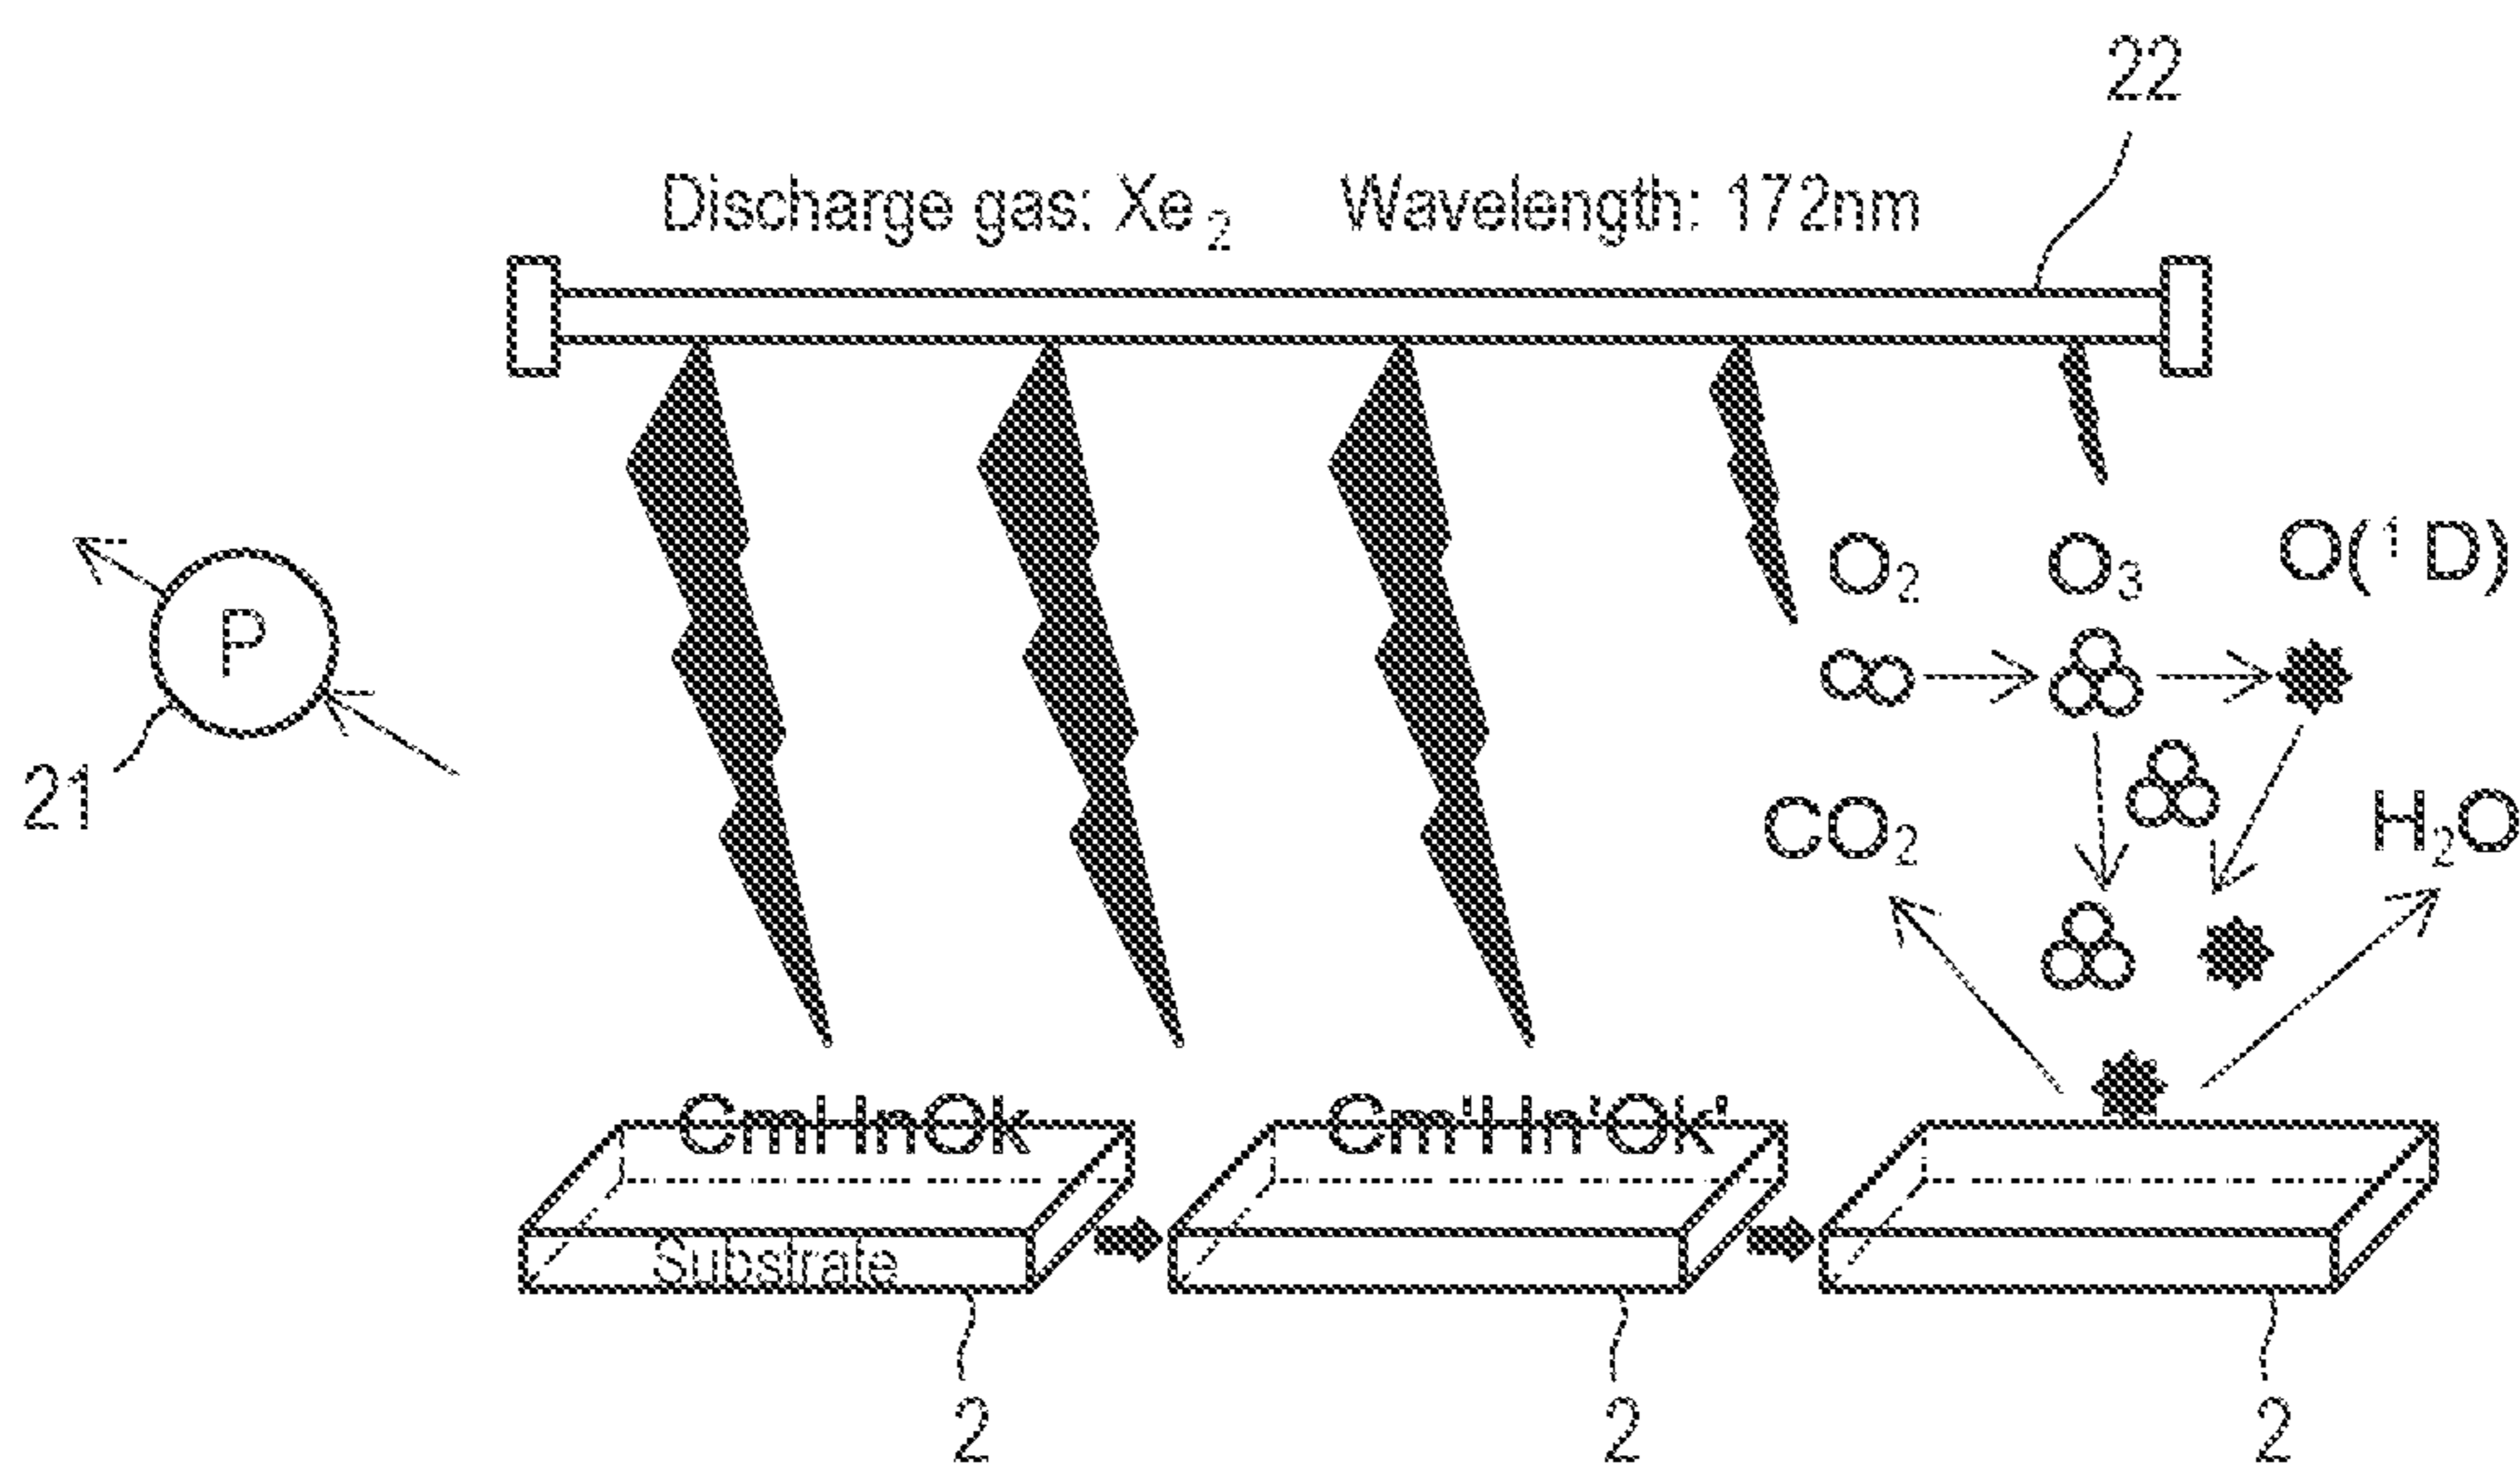 22
Discharge gas: Xe₂ Wavelength: 172nm
O₂ O₃ O(¹D)
P
21
CO₂ H₂O
CmHnOk Cm'Hn'Ok'
Substrate
2 2 2